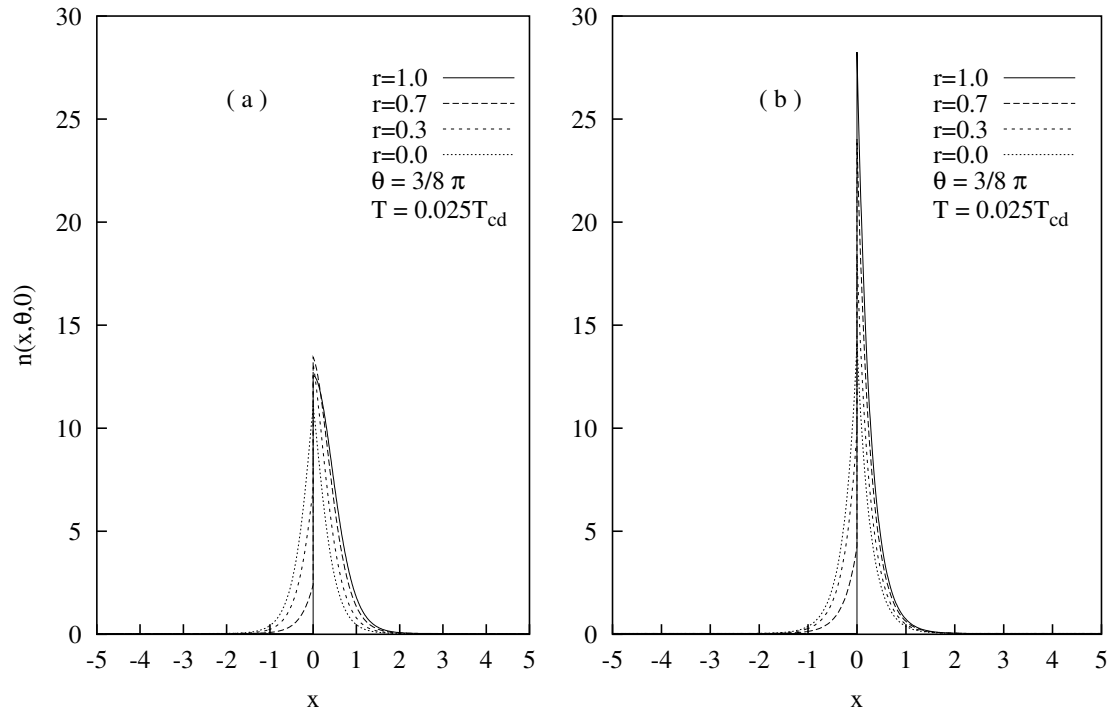 30
25
20
15
10
5
0
n(x,θ,0)
( a )
r=1.0
r=0.7
r=0.3
r=0.0
θ = 3/8 π
T = 0.025T_cd
-5 -4 -3 -2 -1 0 1 2 3 4 5
x
30
25
20
15
10
5
0
( b )
r=1.0
r=0.7
r=0.3
r=0.0
θ = 3/8 π
T = 0.025T_cd
-5 -4 -3 -2 -1 0 1 2 3 4 5
x